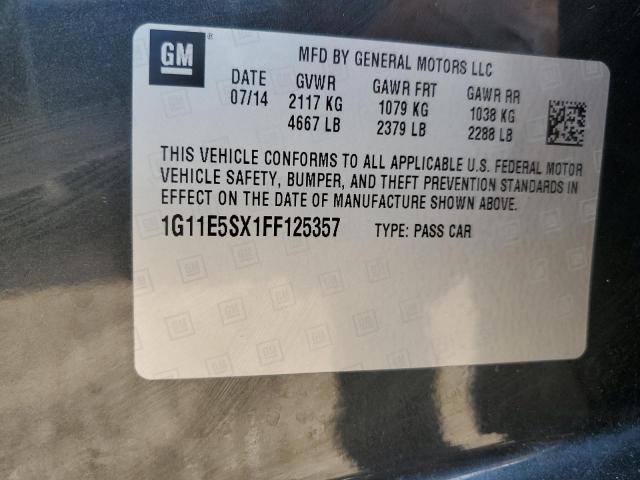 GM ®
MFD BY GENERAL MOTORS LLC
DATE GVWR GAWR FRT GAWR RR
07/14 2117 KG 1079 KG 1038 KG
4667 LB 2379 LB 2288 LB
THIS VEHICLE CONFORMS TO ALL APPLICABLE U.S. FEDERAL MOTOR
VEHICLE SAFETY, BUMPER, AND THEFT PREVENTION STANDARDS IN
EFFECT ON THE DATE OF MANUFACTURE SHOWN ABOVE.
1G11E5SX1FF125357 TYPE: PASS CAR